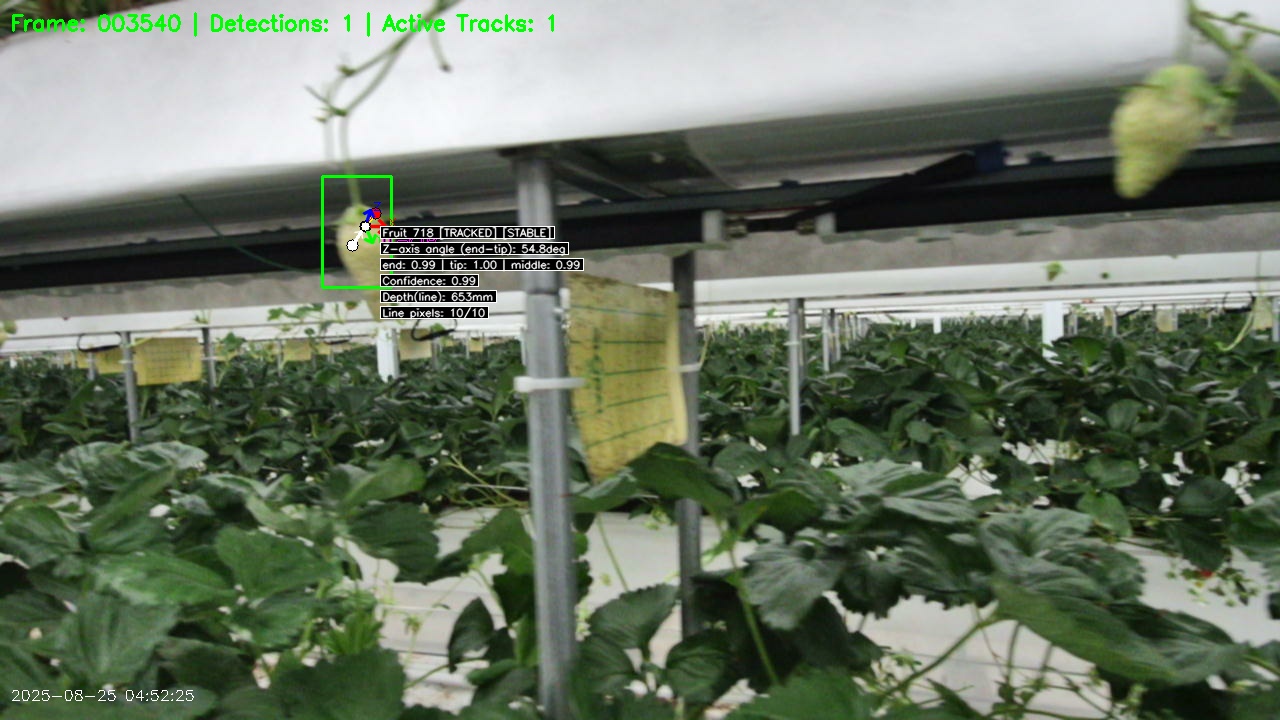 Frame: 003540 | Detections: 1 | Active Tracks: 1
Fruit 718 [TRACKED] [STABLE]
Z-axis angle (end-tip): 54.8deg
end: 0.99 | tip: 1.00 | middle: 0.99
Confidence: 0.99
Depth(line): 653mm
Line pixels: 10/10
2025-08-25 04:52:25